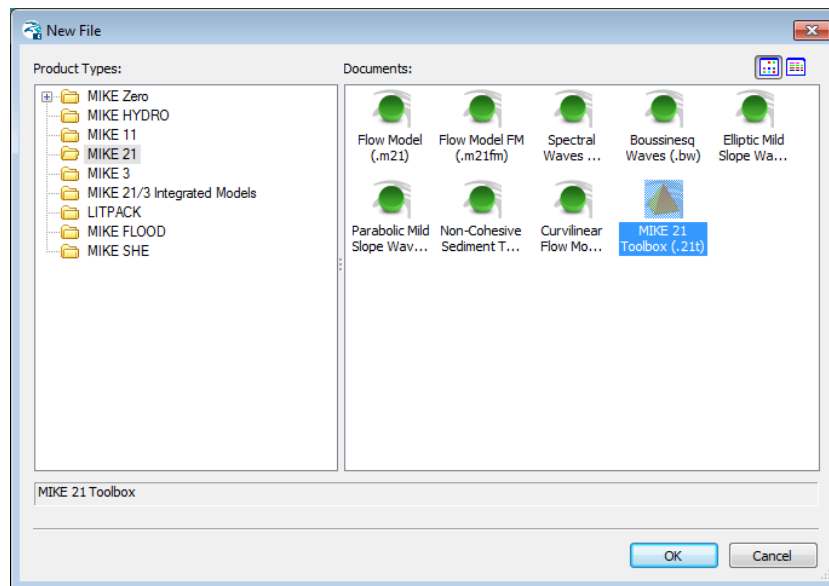 New File
Product Types:
Documents:
MIKE Zero
MIKE HYDRO
MIKE 11
MIKE 21
MIKE 3
MIKE 21/3 Integrated Models
LITPACK
MIKE FLOOD
MIKE SHE
Flow Model
(.m21)
Flow Model FM
(.m21fm)
Spectral
Waves ...
Boussinesq
Waves (.bw)
Elliptic Mild
Slope Wa...
Parabolic Mild
Slope Wav...
Non-Cohesive
Sediment T...
Curvilinear
Flow Mo...
MIKE 21
Toolbox (.21t)
MIKE 21 Toolbox
OK
Cancel